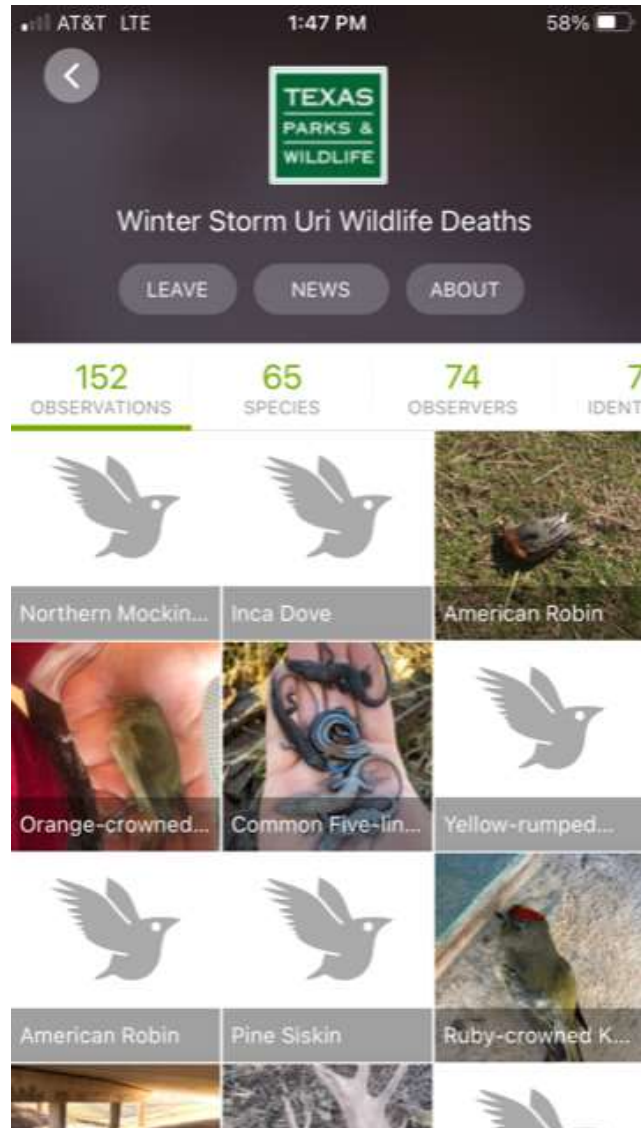 AT&T LTE 1:47 PM 58%
TEXAS
PARKS &
WILDLIFE
Winter Storm Uri Wildlife Deaths
LEAVE NEWS ABOUT
152 65 74 7
OBSERVATIONS SPECIES OBSERVERS IDENT
Northern Mockin... Inca Dove American Robin
Orange-crowned... Common Five-lin... Yellow-rumped...
American Robin Pine Siskin Ruby-crowned K...